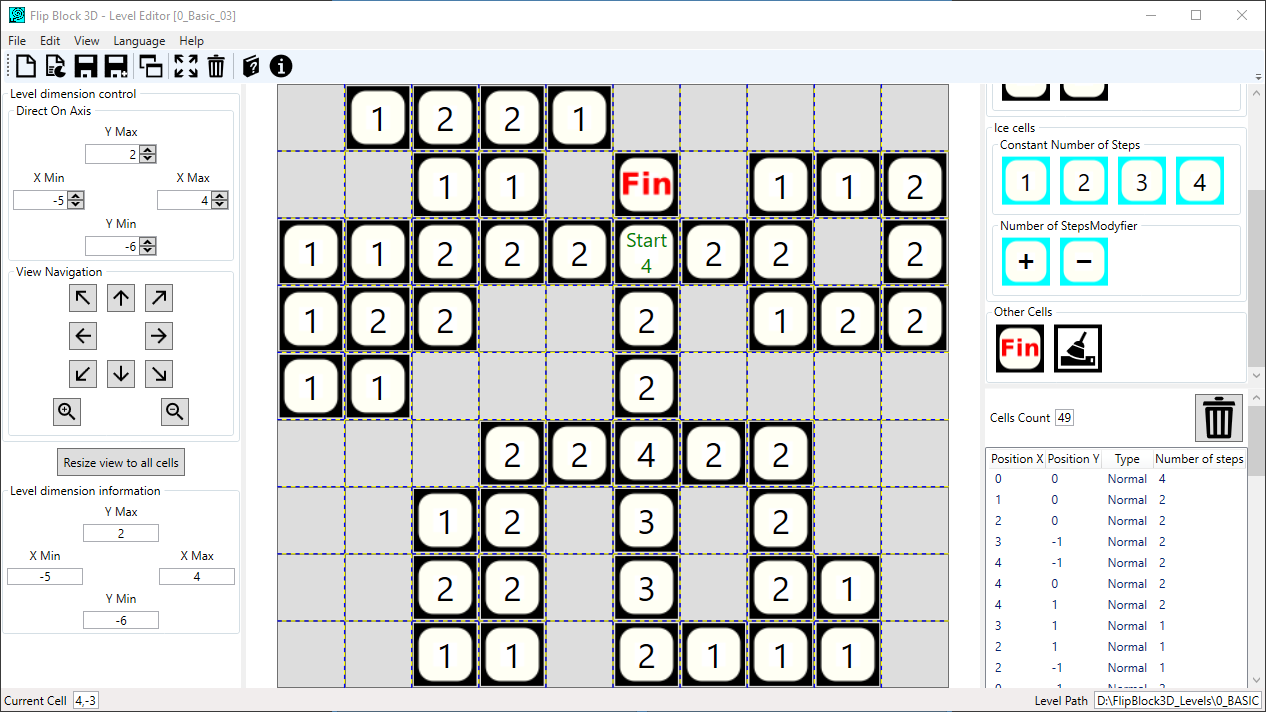 Flip Block 3D - Level Editor [0_Basic_03]
File Edit View Language Help
Level dimension control
Direct On Axis
Y Max
2
X Min X Max
-5 4
Y Min
-6
View Navigation
Resize view to all cells
Level dimension information
Y Max
2
X Min X Max
-5 4
Y Min
-6
1 2 2 1
1 1 Fin 1 1 2
1 1 2 2 2 Start 4 2 2 2
1 2 2 2 1 2 2
1 1 2
2 2 4 2 2
1 2 3 2
2 2 3 2 1
1 1 2 1 1 1
Ice cells
Constant Number of Steps
1 2 3 4
Number of StepsModyfier
+ −
Other Cells
Fin
Cells Count 49
Position X Position Y Type Number of steps
0 0 Normal 4
1 0 Normal 2
2 0 Normal 2
3 -1 Normal 2
4 -1 Normal 2
4 0 Normal 2
4 1 Normal 2
3 1 Normal 1
2 1 Normal 1
2 -1 Normal 1
Current Cell 4,-3
Level Path D:\FlipBlock3D_Levels\0_BASIC